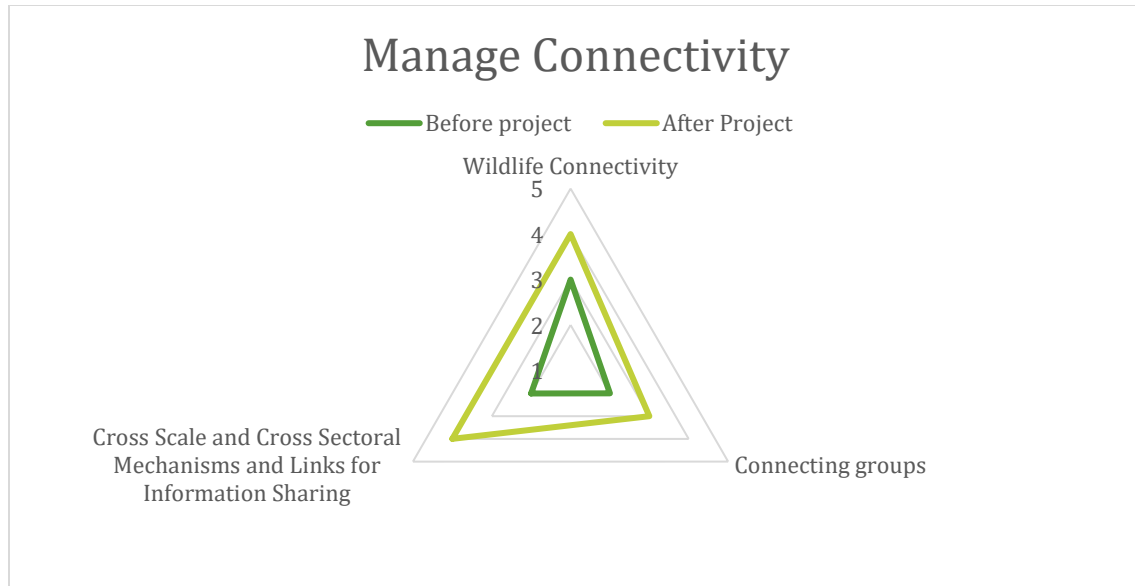 Manage Connectivity
Before project
After Project
Wildlife Connectivity
5
4
3
2
1
Cross Scale and Cross Sectoral
Mechanisms and Links for
Information Sharing
Connecting groups